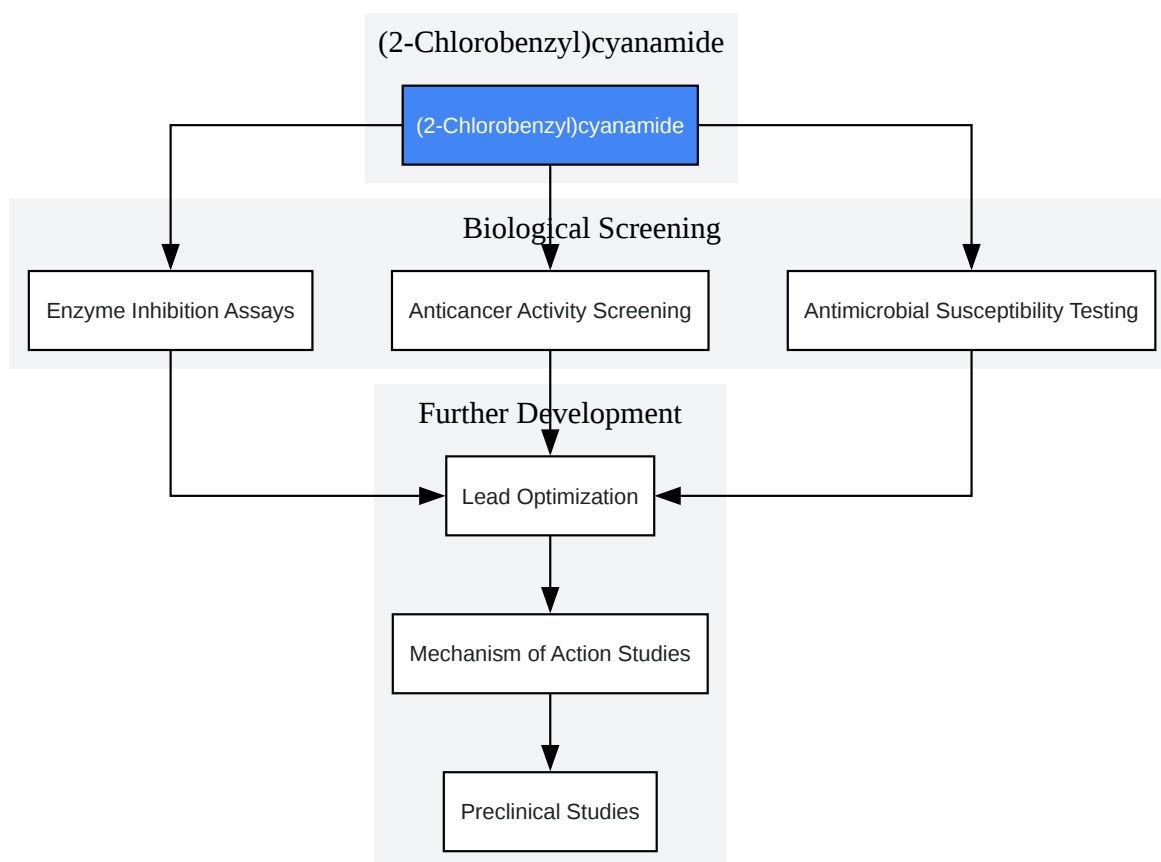 (2-Chlorobenzyl)cyanamide
(2-Chlorobenzyl)cyanamide
Biological Screening
Enzyme Inhibition Assays
Anticancer Activity Screening
Antimicrobial Susceptibility Testing
Further Development
Lead Optimization
Mechanism of Action Studies
Preclinical Studies